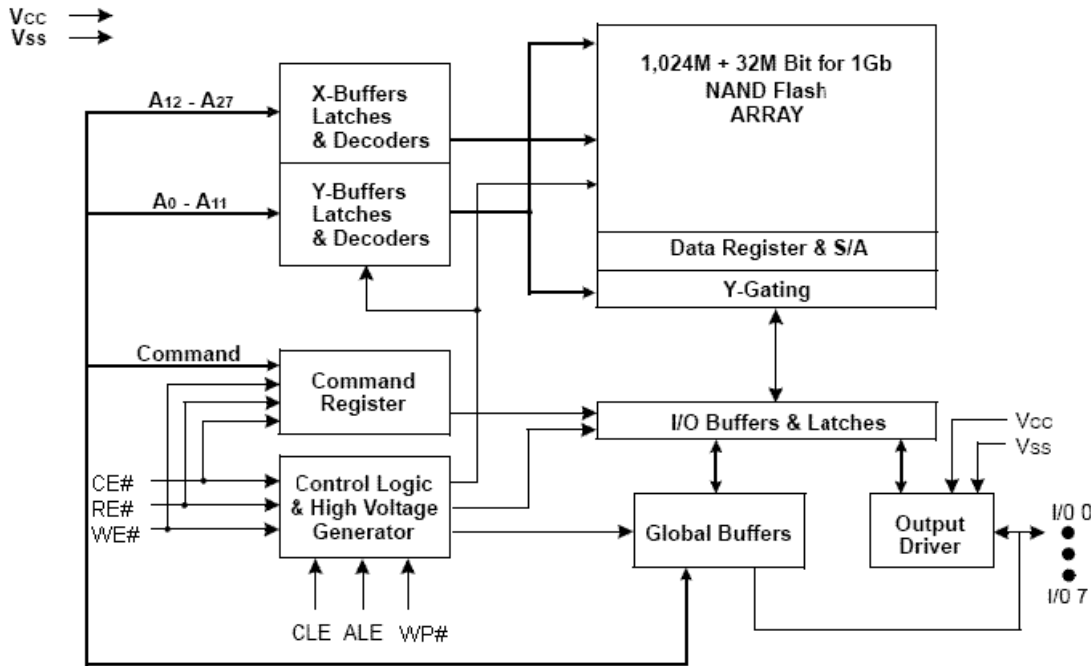 Vcc
Vss
A12 - A27
X-Buffers
Latches
& Decoders
A0 - A11
Y-Buffers
Latches
& Decoders
1,024M + 32M Bit for 1Gb
NAND Flash
ARRAY
Data Register & S/A
Y-Gating
Command
Command
Register
I/O Buffers & Latches
Vcc
Vss
CE#
RE#
WE#
Control Logic
& High Voltage
Generator
Global Buffers
Output
Driver
I/0 0
I/0 7
CLE ALE WP#